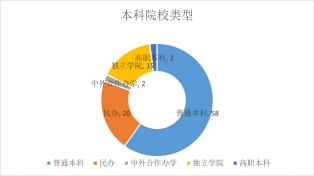 本科院校类型
高职本科, 2
独立学院, 15
中外合作办学, 2
民办, 20
普通本科, 58
普通本科 民办 中外合作办学 独立学院 高职本科